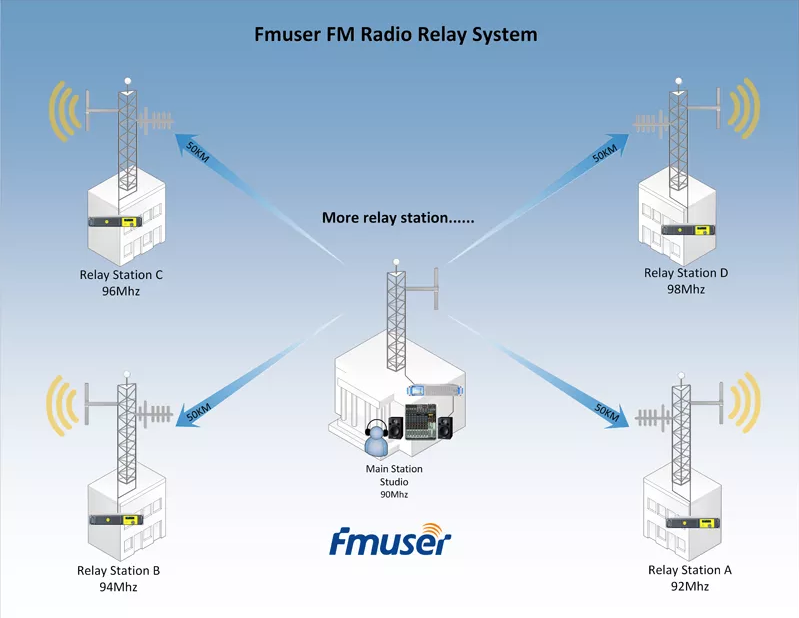 Fmuser FM Radio Relay System
50KM
50KM
Relay Station C
96Mhz
More relay station......
Relay Station D
98Mhz
50KM
50KM
Main Station
Studio
90Mhz
Fmuser
Relay Station B
94Mhz
Relay Station A
92Mhz